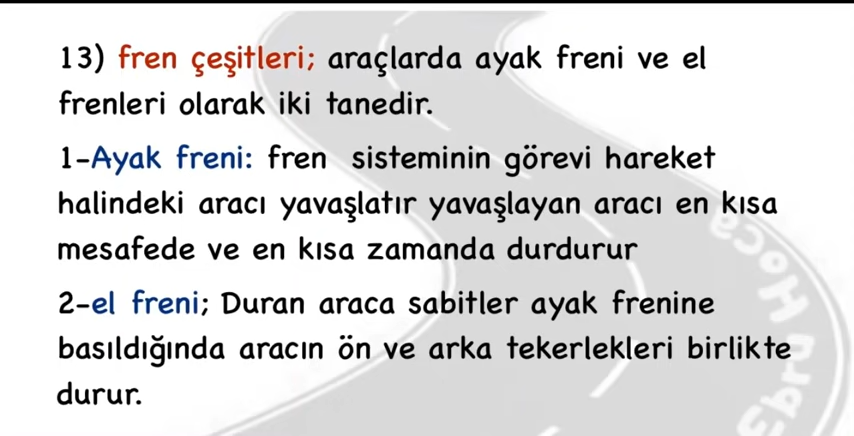 13) fren çeşitleri; araçlarda ayak freni ve el
frenleri olarak iki tanedir.
1-Ayak freni: fren sisteminin görevi hareket
halindeki aracı yavaşlatır yavaşlayan aracı en kısa
mesafede ve en kısa zamanda durdurur
2-el freni; Duran araca sabitler ayak frenine
basıldığında aracın ön ve arka tekerlekleri birlikte
durur.
Ebru Hoca